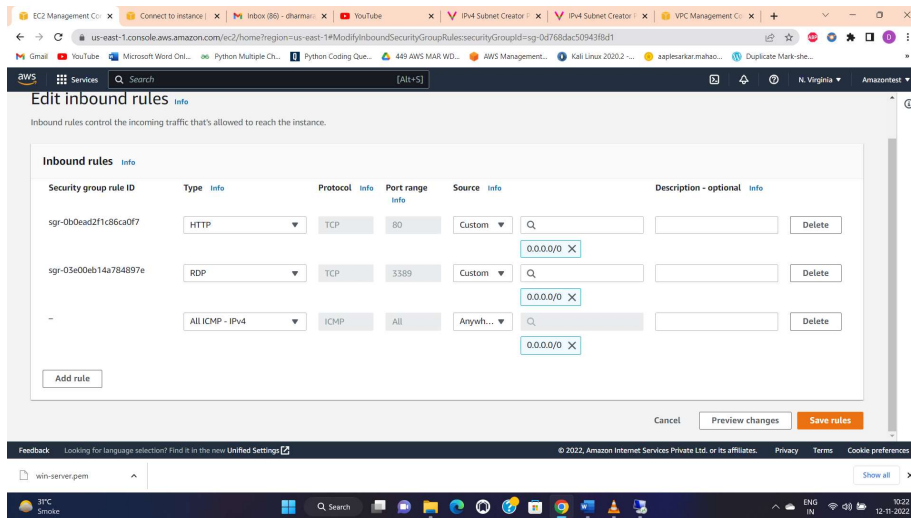 EC2 Management Co
Connect to instance |
Inbox (86) - dharmara
YouTube
IPv4 Subnet Creator
IPv4 Subnet Creator
VPC Management C
us-east-1.console.aws.amazon.com/ec2/home?region=us-east-1#ModifyInboundSecurityGroupRules:securityGroupId=sg-0d768dac50943f8d1
Gmail YouTube Microsoft Word Onl... Python Multiple Ch... Python Coding Que... 449 AWS MAR WD... AWS Management... Kali Linux 2020.2 -... aaplesarkar.mahao... Duplicate Mark-she... »
aws Services Search [Alt+S] N. Virginia Amazontest
Edit inbound rules Info
Inbound rules control the incoming traffic that's allowed to reach the instance.
Inbound rules Info
Security group rule ID Type Info Protocol Info Port range Info Source Info Description - optional Info
sgr-0b0ead2f1c86ca0f7 HTTP TCP 80 Custom Delete
0.0.0.0/0
sgr-03e00eb14a784897e RDP TCP 3389 Custom Delete
0.0.0.0/0
– All ICMP - IPv4 ICMP All Anywh... Delete
0.0.0.0/0
Add rule
Cancel Preview changes Save rules
Feedback Looking for language selection? Find it in the new Unified Settings © 2022, Amazon Internet Services Private Ltd. or its affiliates. Privacy Terms Cookie preferences
win-server.pem Show all
31°C Smoke Search ENG IN 10:22 12-11-2022